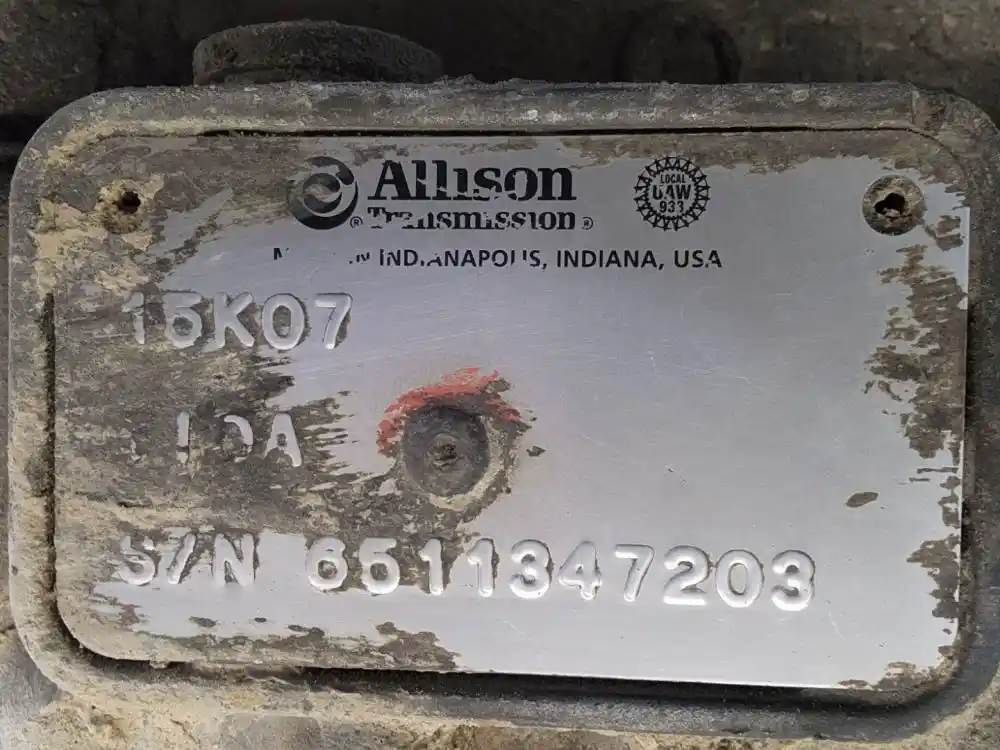 Allison
Transmission®
LOCAL
UAW
933
INDIANAPOLIS, INDIANA, USA
15K07
S/N 6511347203